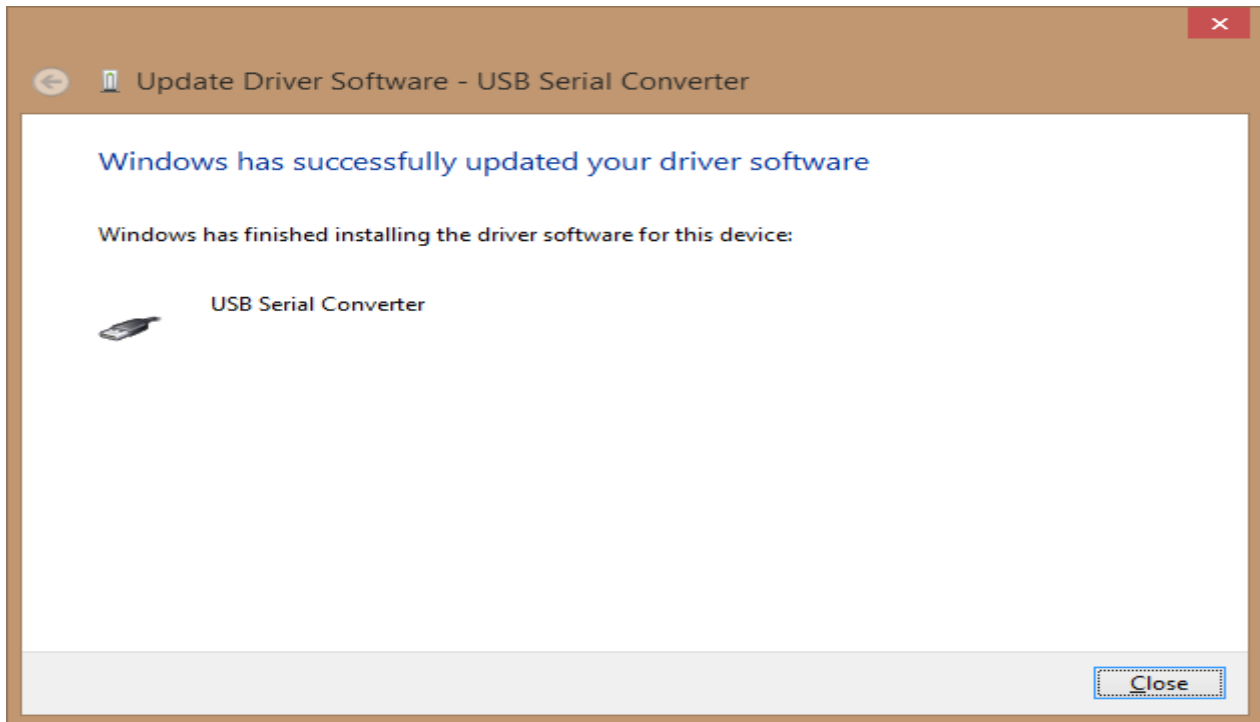 Update Driver Software - USB Serial Converter
Windows has successfully updated your driver software
Windows has finished installing the driver software for this device:
USB Serial Converter
Close